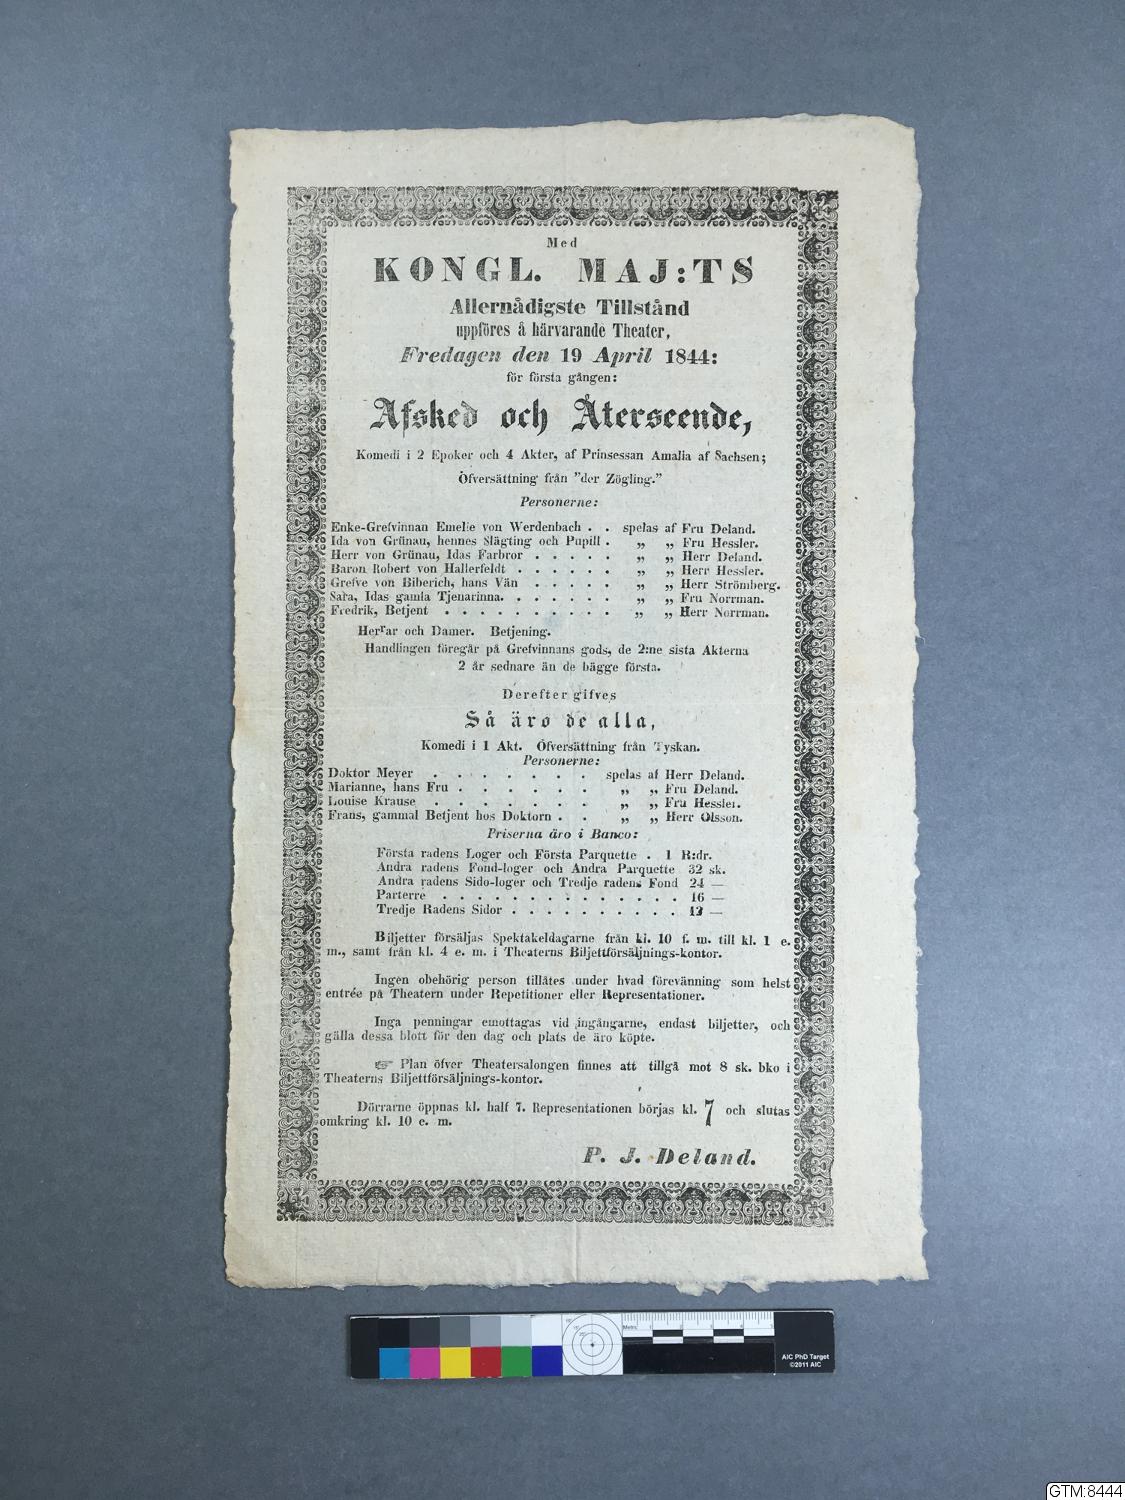 Med
KONGL. MAJ:TS
Allernådigste Tillstånd
uppföres å härvarande Theater,
Fredagen den 19 April 1844:
för första gången:
Afsked och Återseende,
Komedi i 2 Epoker och 4 Akter, af Prinsessan Amalia af Sachsen;
Öfversättning från ”der Zögling.”
Personerne:
Enke-Grefvinnan Emelie von Werdenbach . . spelas af Fru Deland.
Ida von Grünau, hennes Slägting och Pupill . „ „ Fru Hessler.
Herr von Grünau, Idas Farbror . . . . . „ „ Herr Deland.
Baron Robert von Hallerfeldt . . . . . . „ „ Herr Hessler.
Grefve von Biberich, hans Vän . . . . . „ „ Herr Strömberg.
Sara, Idas gamla Tjenarinna. . . . . . . „ „ Fru Norrman.
Fredrik, Betjent . . . . . . . . . . „ „ Herr Norrman.
Herrar och Damer. Betjening.
Handlingen föregår på Grefvinnans gods, de 2:ne sista Akterna
2 år sednare än de bägge första.
Derefter gifves
Så äro de alla,
Komedi i 1 Akt. Öfversättning från Tyskan.
Personerne:
Doktor Meyer . . . . . . . spelas af Herr Deland.
Marianne, hans Fru . . . . . . „ „ Fru Deland.
Louise Krause . . . . . . . „ „ Fru Hessler.
Frans, gammal Betjent hos Doktorn . . „ „ Herr Olsson.
Priserna äro i Banco:
Första radens Loger och Första Parquette . 1 R:dr.
Andra radens Fond-loger och Andra Parquette 32 sk.
Andra radens Sido-loger och Tredje radens Fond 24 —
Parterre . . . . . . . . . . . . . . 16 —
Tredje Radens Sidor . . . . . . . . . . 12 —
Biljetter försäljas Spektakeldagarne från kl. 10 f. m. till kl. 1 e.
m., samt från kl. 4 e. m. i Theaterns Biljettförsäljnings-kontor.
Ingen obehörig person tillåtes under hvad förevänning som helst
entrée på Theatern under Repetitioner eller Representationer.
Inga penningar emottagas vid ingångarne, endast biljetter, och
gälla dessa blott för den dag och plats de äro köpte.
☞ Plan öfver Theatersalongen finnes att tillgå mot 8 sk. bko i
Theaterns Biljettförsäljnings-kontor.
Dörrarne öppnas kl. half 7. Representationen börjas kl. 7 och slutas
omkring kl. 10 e. m.
P. J. Deland.
Metric 1 2 3 4 5
AIC PhD Target
©2011 AIC
GTM:8444